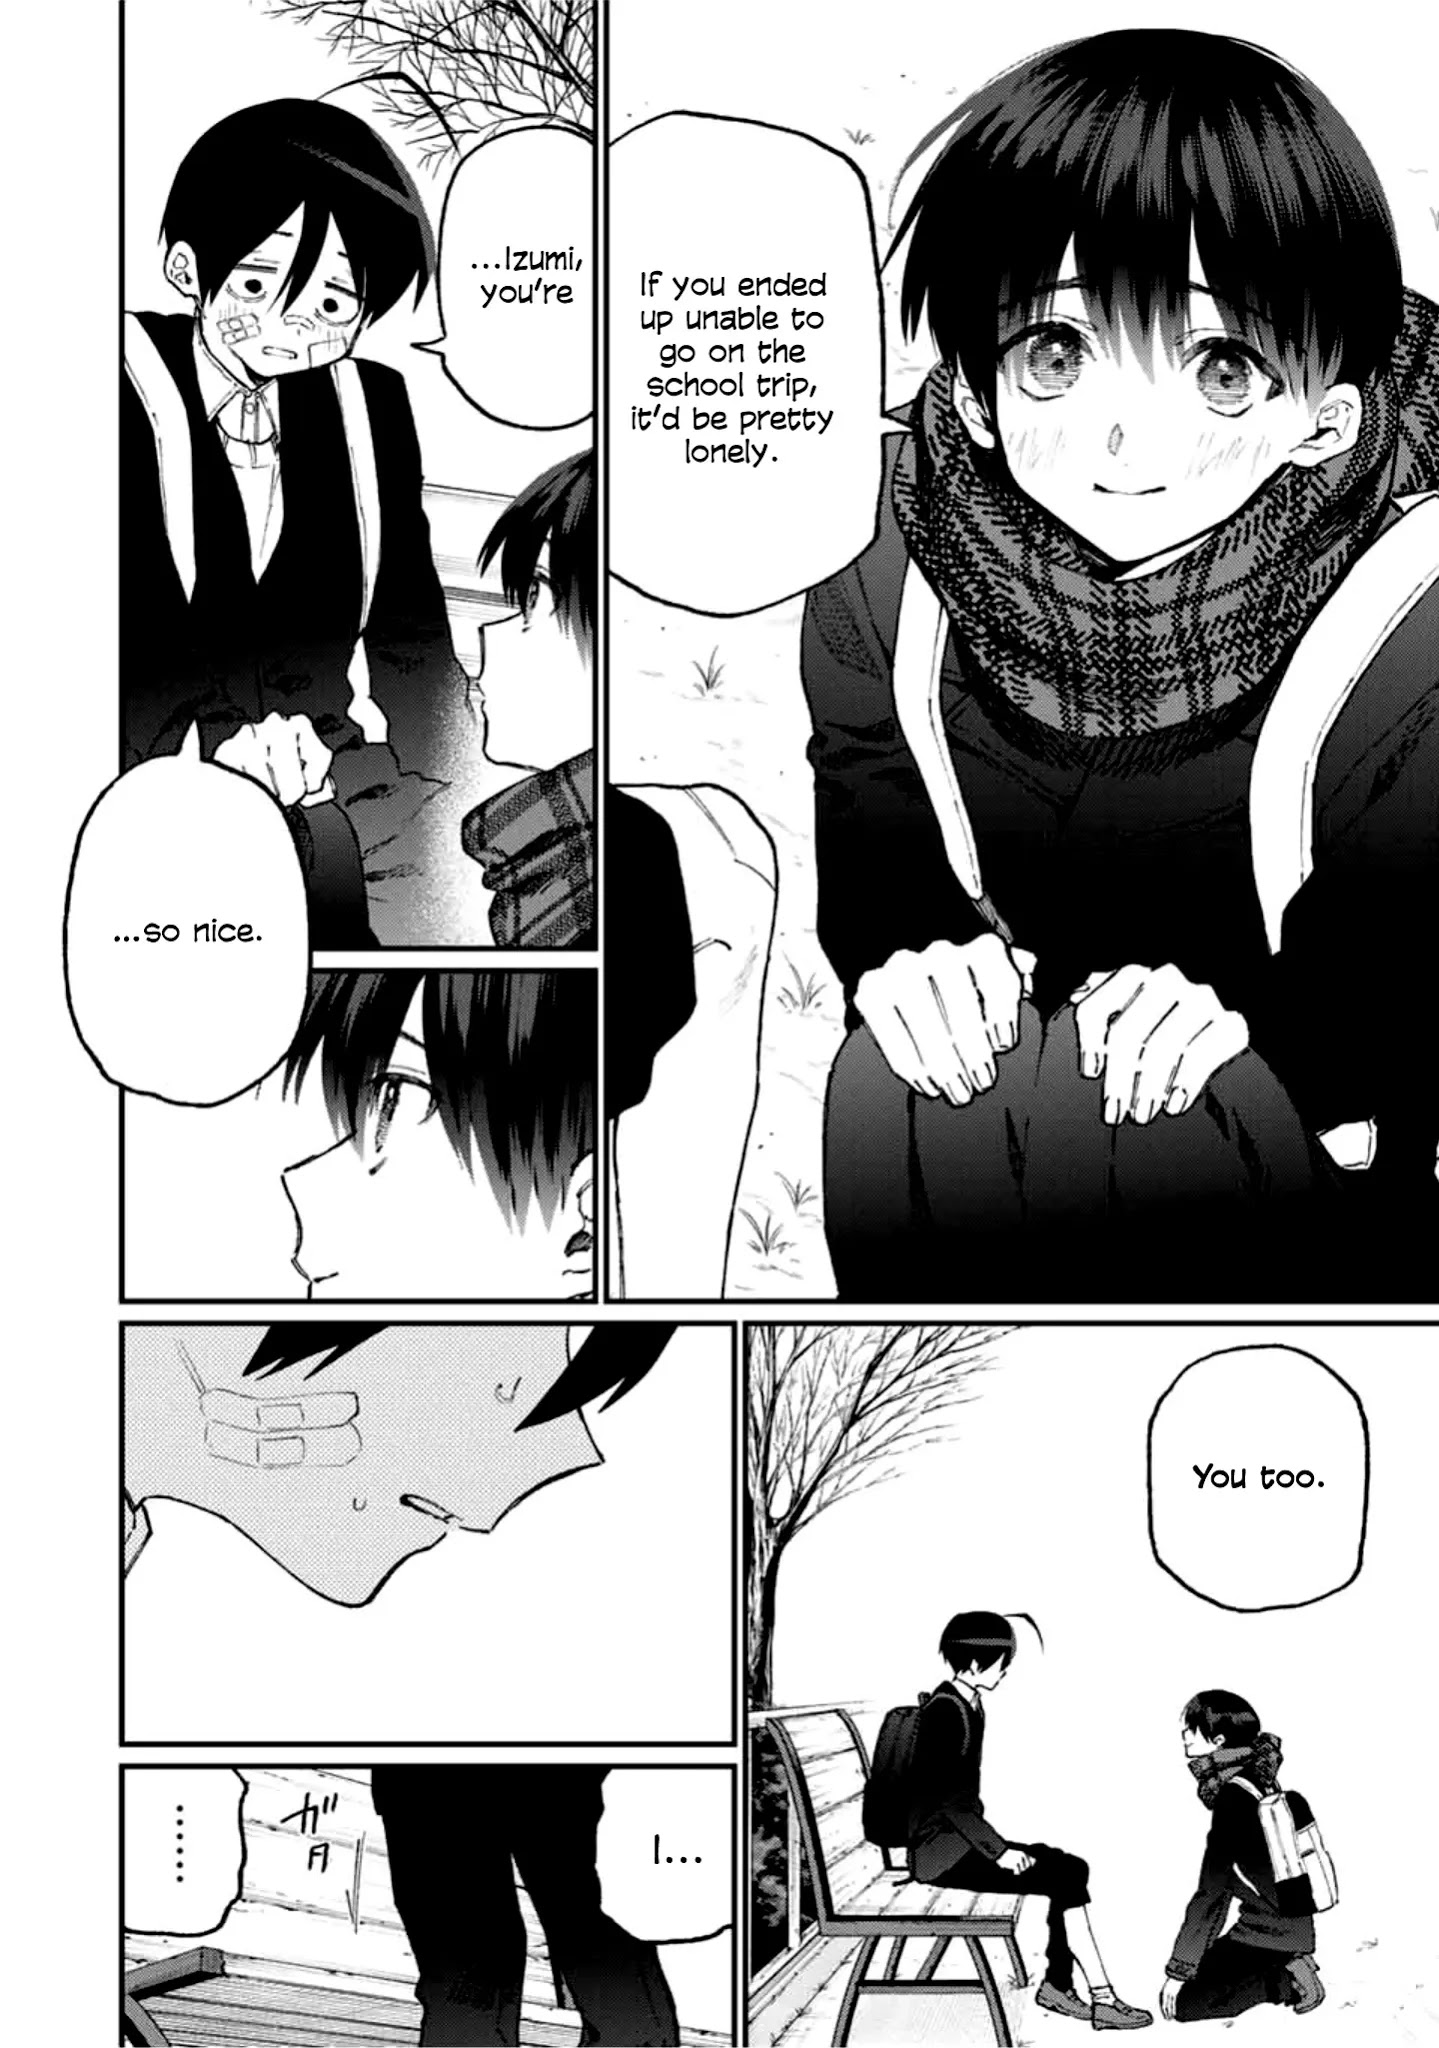 If you ended
up unable to
go on the
school trip,
it'd be pretty
lonely.
...Izumi,
you're
...so nice.
You too.
I...
ガタ
......